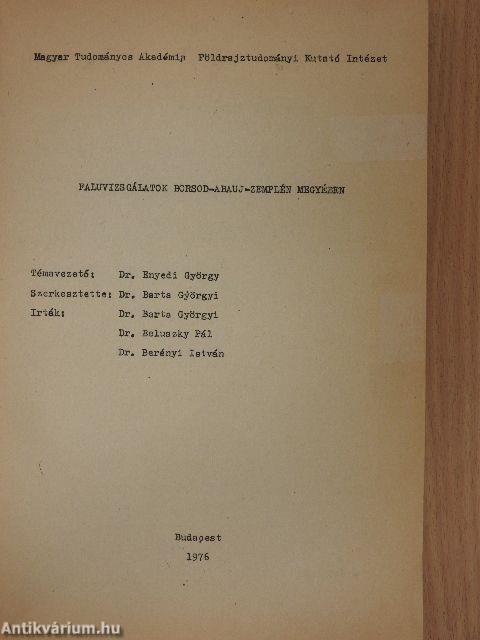 Magyar Tudományos Akadémia Földrajztudományi Kutató Intézet
FALUVIZSGÁLATOK BORSOD-ABAUJ-ZEMPLÉN MEGYÉBEN
Témavezető: Dr. Enyedi György
Szerkesztette: Dr. Barta Györgyi
Irták: Dr. Barta Györgyi
Dr. Beluszky Pál
Dr. Berényi István
Budapest
1976
Antikvárium.hu